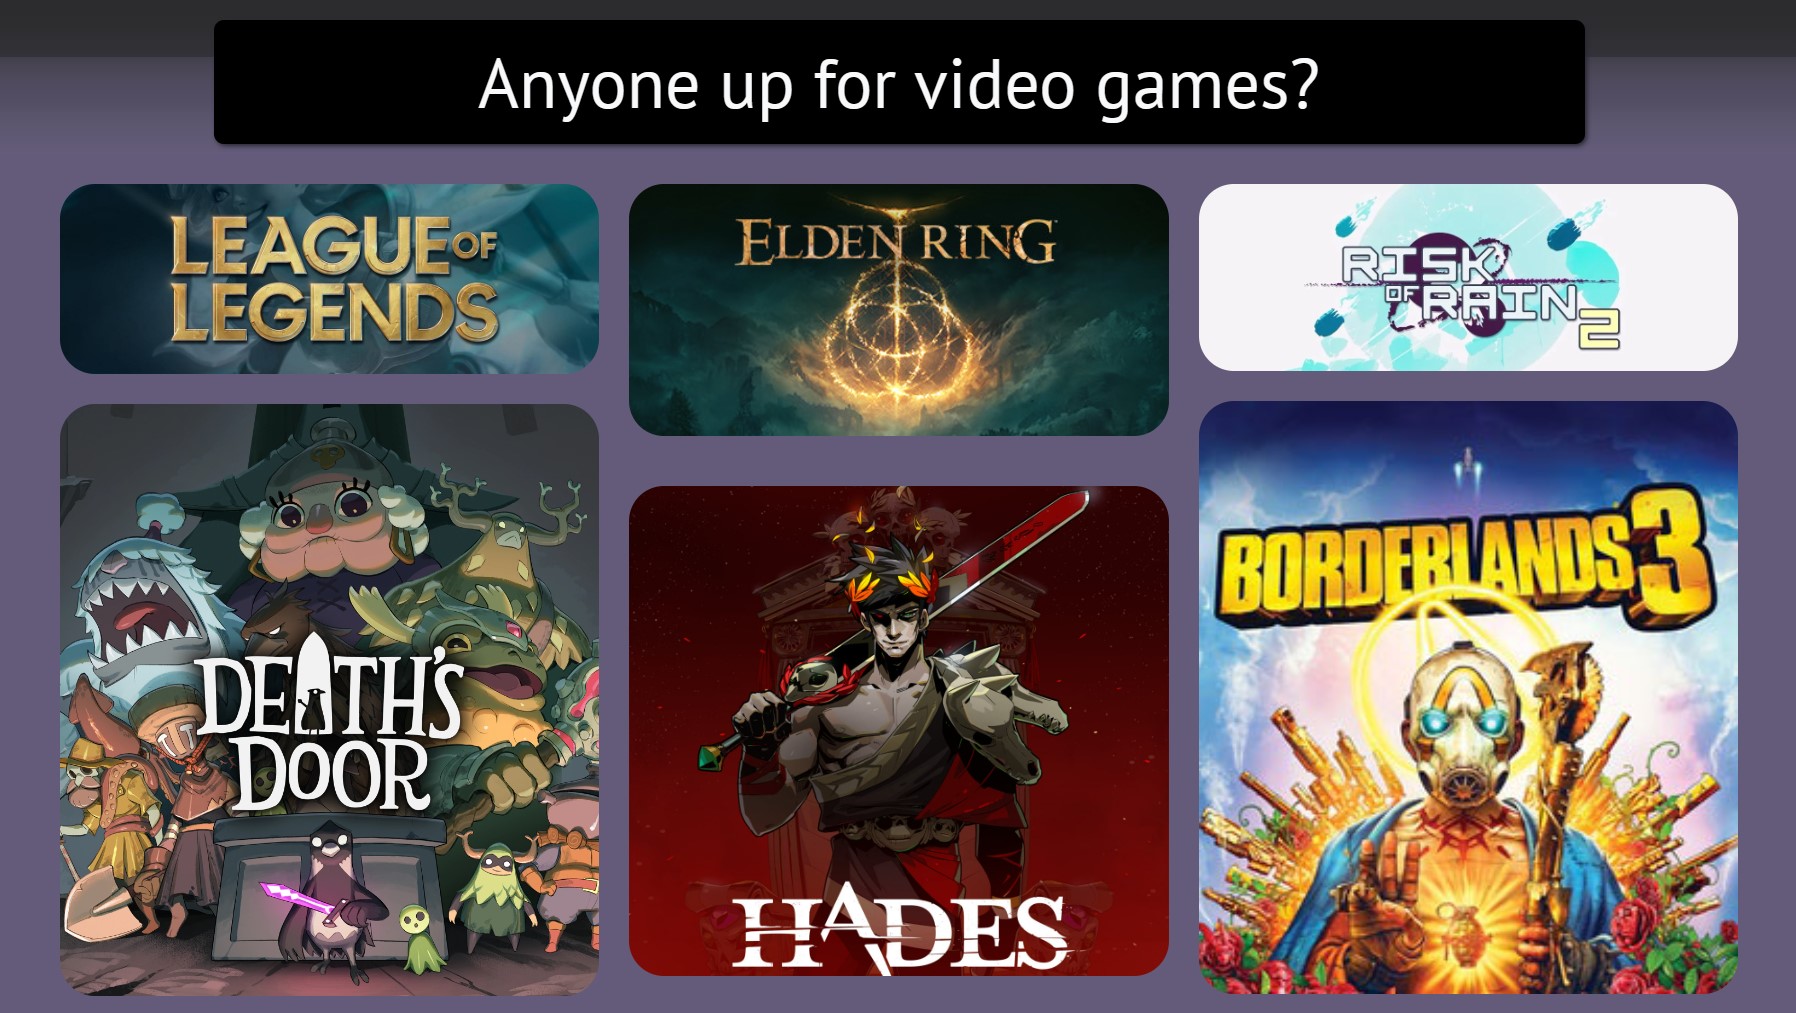 Anyone up for video games?
LEAGUE OF
LEGENDS
ELDEN RING
RISK
OF RAIN 2
DEATH'S
DOOR
HADES
BORDERLANDS 3